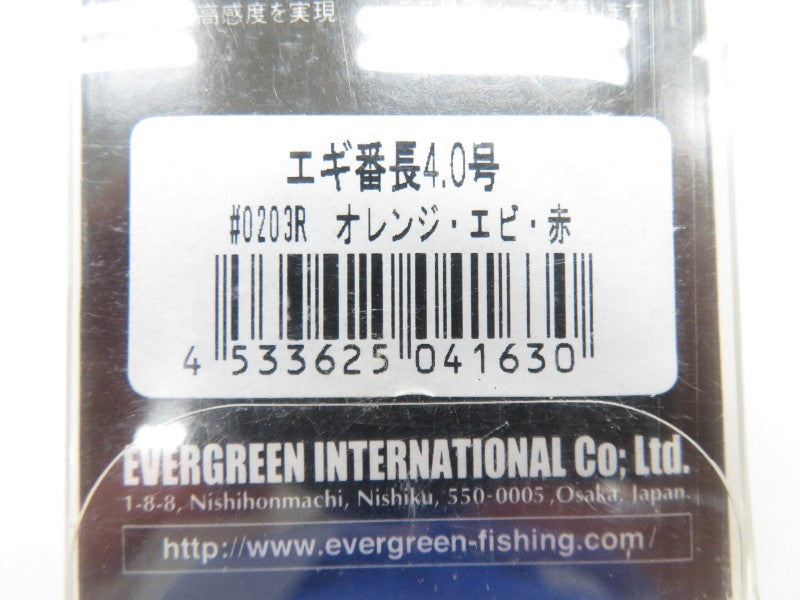 高感度を実現
エギ番長4.0号
#0203R オレンジ・エビ・赤
4 533625 041630
EVERGREEN INTERNATIONAL Co; Ltd.
1-8-8, Nishihonmachi, Nishiku, 550-0005 ,Osaka, Japan.
http://www.evergreen-fishing.com/